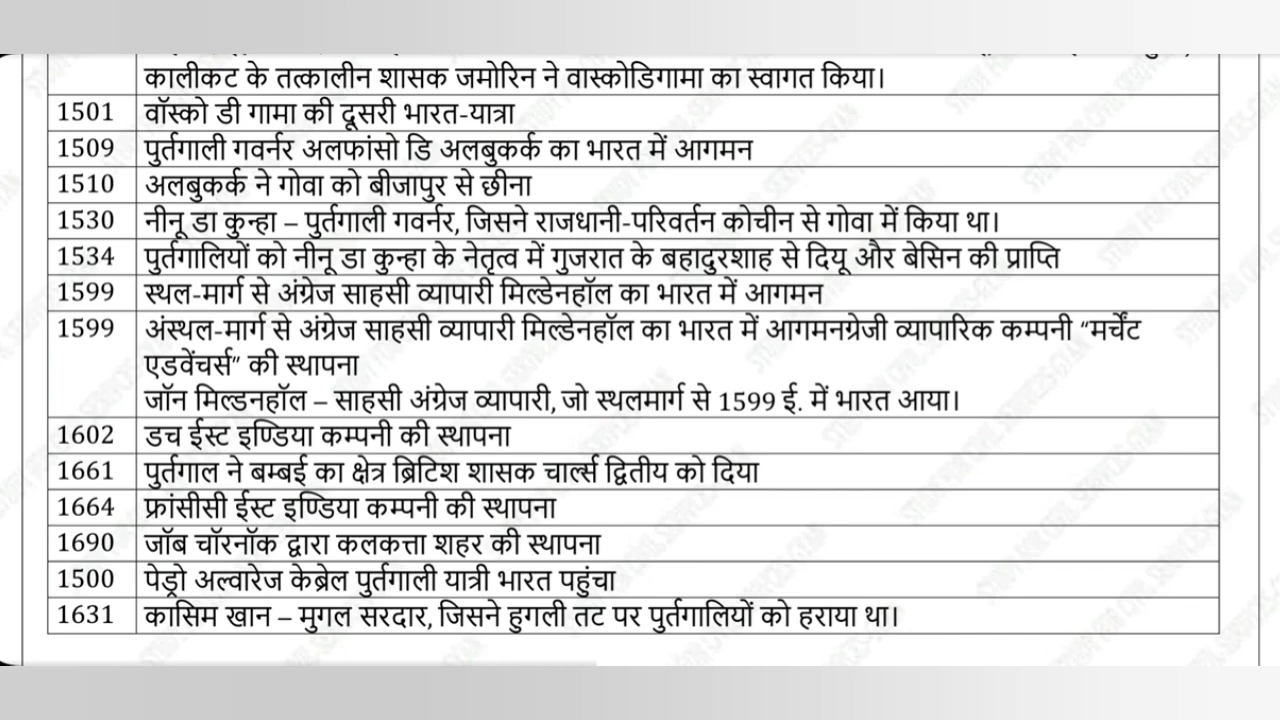 कालीकट के तत्कालीन शासक जमोरिन ने वास्कोडिगामा का स्वागत किया।
1501 वॉस्को डी गामा की दूसरी भारत-यात्रा
1509 पुर्तगाली गवर्नर अलफांसो डि अलबुकर्क का भारत में आगमन
1510 अलबुकर्क ने गोवा को बीजापुर से छीना
1530 नीनू डा कुन्हा – पुर्तगाली गवर्नर, जिसने राजधानी-परिवर्तन कोचीन से गोवा में किया था।
1534 पुर्तगालियों को नीनू डा कुन्हा के नेतृत्व में गुजरात के बहादुरशाह से दियू और बेसिन की प्राप्ति
1599 स्थल-मार्ग से अंग्रेज साहसी व्यापारी मिल्डेनहॉल का भारत में आगमन
1599 अंस्थल-मार्ग से अंग्रेज साहसी व्यापारी मिल्डेनहॉल का भारत में आगमनग्रेजी व्यापारिक कम्पनी “मर्चेंट
एडवेंचर्स” की स्थापना
जॉन मिल्डनहॉल – साहसी अंग्रेज व्यापारी, जो स्थलमार्ग से 1599 ई. में भारत आया।
1602 डच ईस्ट इण्डिया कम्पनी की स्थापना
1661 पुर्तगाल ने बम्बई का क्षेत्र ब्रिटिश शासक चार्ल्स द्वितीय को दिया
1664 फ्रांसीसी ईस्ट इण्डिया कम्पनी की स्थापना
1690 जॉब चॉरनॉक द्वारा कलकत्ता शहर की स्थापना
1500 पेड्रो अल्वारेज केब्रेल पुर्तगाली यात्री भारत पहुंचा
1631 कासिम खान – मुगल सरदार, जिसने हुगली तट पर पुर्तगालियों को हराया था।